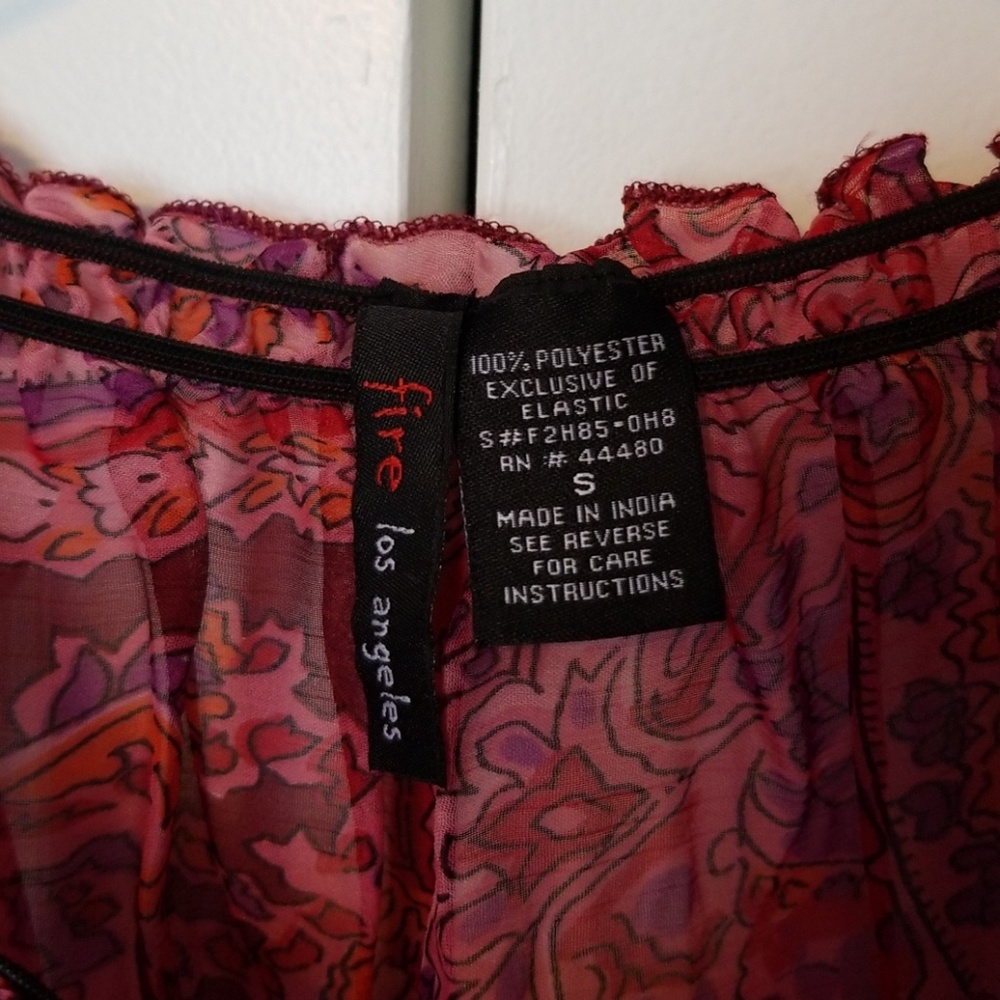 fire los angeles
100% POLYESTER
EXCLUSIVE OF
ELASTIC
S#F2H85-0H8
RN # 44480
S
MADE IN INDIA
SEE REVERSE
FOR CARE
INSTRUCTIONS